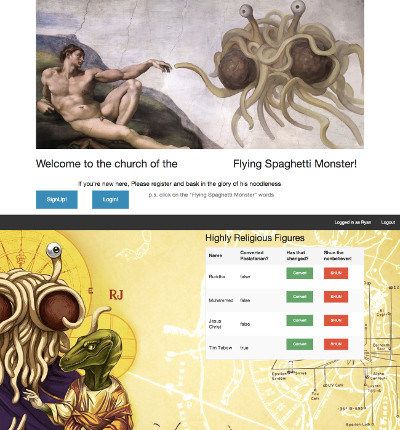 Welcome to the church of the Flying Spaghetti Monster!
If you're new here, Please register and bask in the glory of his noodleness
SignUp! Login! p.s. click on the "Flying Spaghetti Monster" words
Logged in as Ryan Logout
Highly Religious Figures
Name Converted Pastafarian? Has that changed? Shun the nonbeliever!
Buddha false Convert SHUN
Muhammed false Convert SHUN
Jesus Christ false Convert SHUN
Tim Tebow true Convert SHUN
RJ